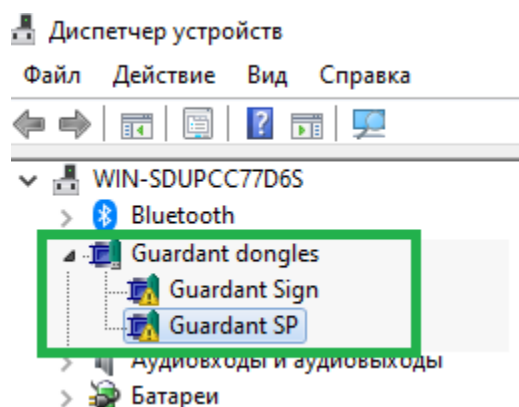 Диспетчер устройств
Файл Действие Вид Справка
WIN-SDUPCC77D6S
Bluetooth
Guardant dongles
Guardant Sign
Guardant SP
Аудиовходы и аудиовыходы
Батареи